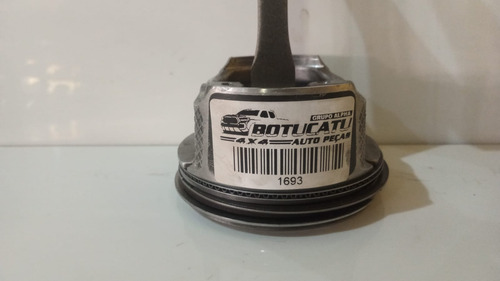 GRUPO ALPHA
BOTUCATU
4X4 AUTO PEÇAS
1693